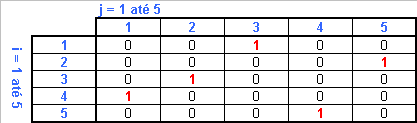 j = 1 até 5
i = 1 até 5
1 2 3 4 5
1 0 0 1 0 0
2 0 0 0 0 1
3 0 1 0 0 0
4 1 0 0 0 0
5 0 0 0 1 0